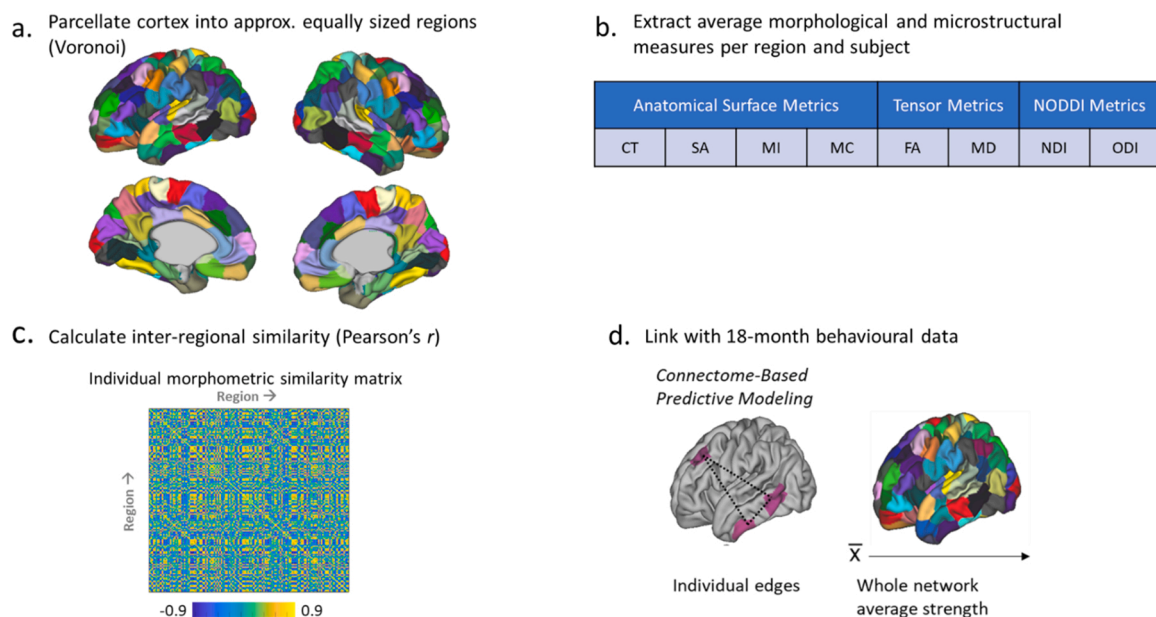 a. Parcellate cortex into approx. equally sized regions
(Voronoi)
b. Extract average morphological and microstructural
measures per region and subject
Anatomical Surface Metrics Tensor Metrics NODDI Metrics
CT SA MI MC FA MD NDI ODI
c. Calculate inter-regional similarity (Pearson's r)
Individual morphometric similarity matrix
Region →
Region →
-0.9 0.9
d. Link with 18-month behavioural data
Connectome-Based
Predictive Modeling
Individual edges
X̅
Whole network
average strength